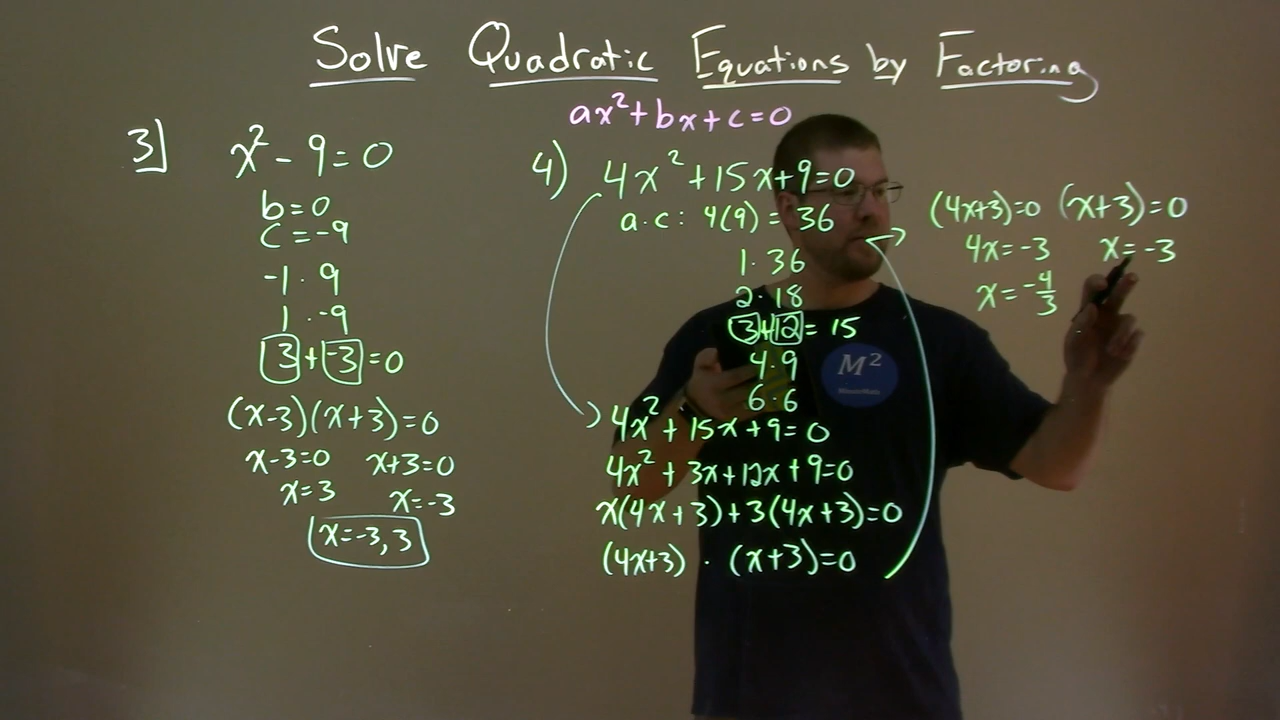 Solve Quadratic Equations by Factoring
ax²+bx+c=0
3] x²-9=0
b=0
c=-9
-1·9
1·-9
3+-3=0
(x-3)(x+3)=0
x-3=0 x+3=0
x=3 x=-3
x=-3,3
4) 4x²+15x+9=0
a·c: 4(9)=36
1·36
2·18
3+12=15
4·9
6·6
4x²+15x+9=0
4x²+3x+12x+9=0
x(4x+3)+3(4x+3)=0
(4x+3)·(x+3)=0
(4x+3)=0 (x+3)=0
4x=-3 x=-3
x=-4/3
M²